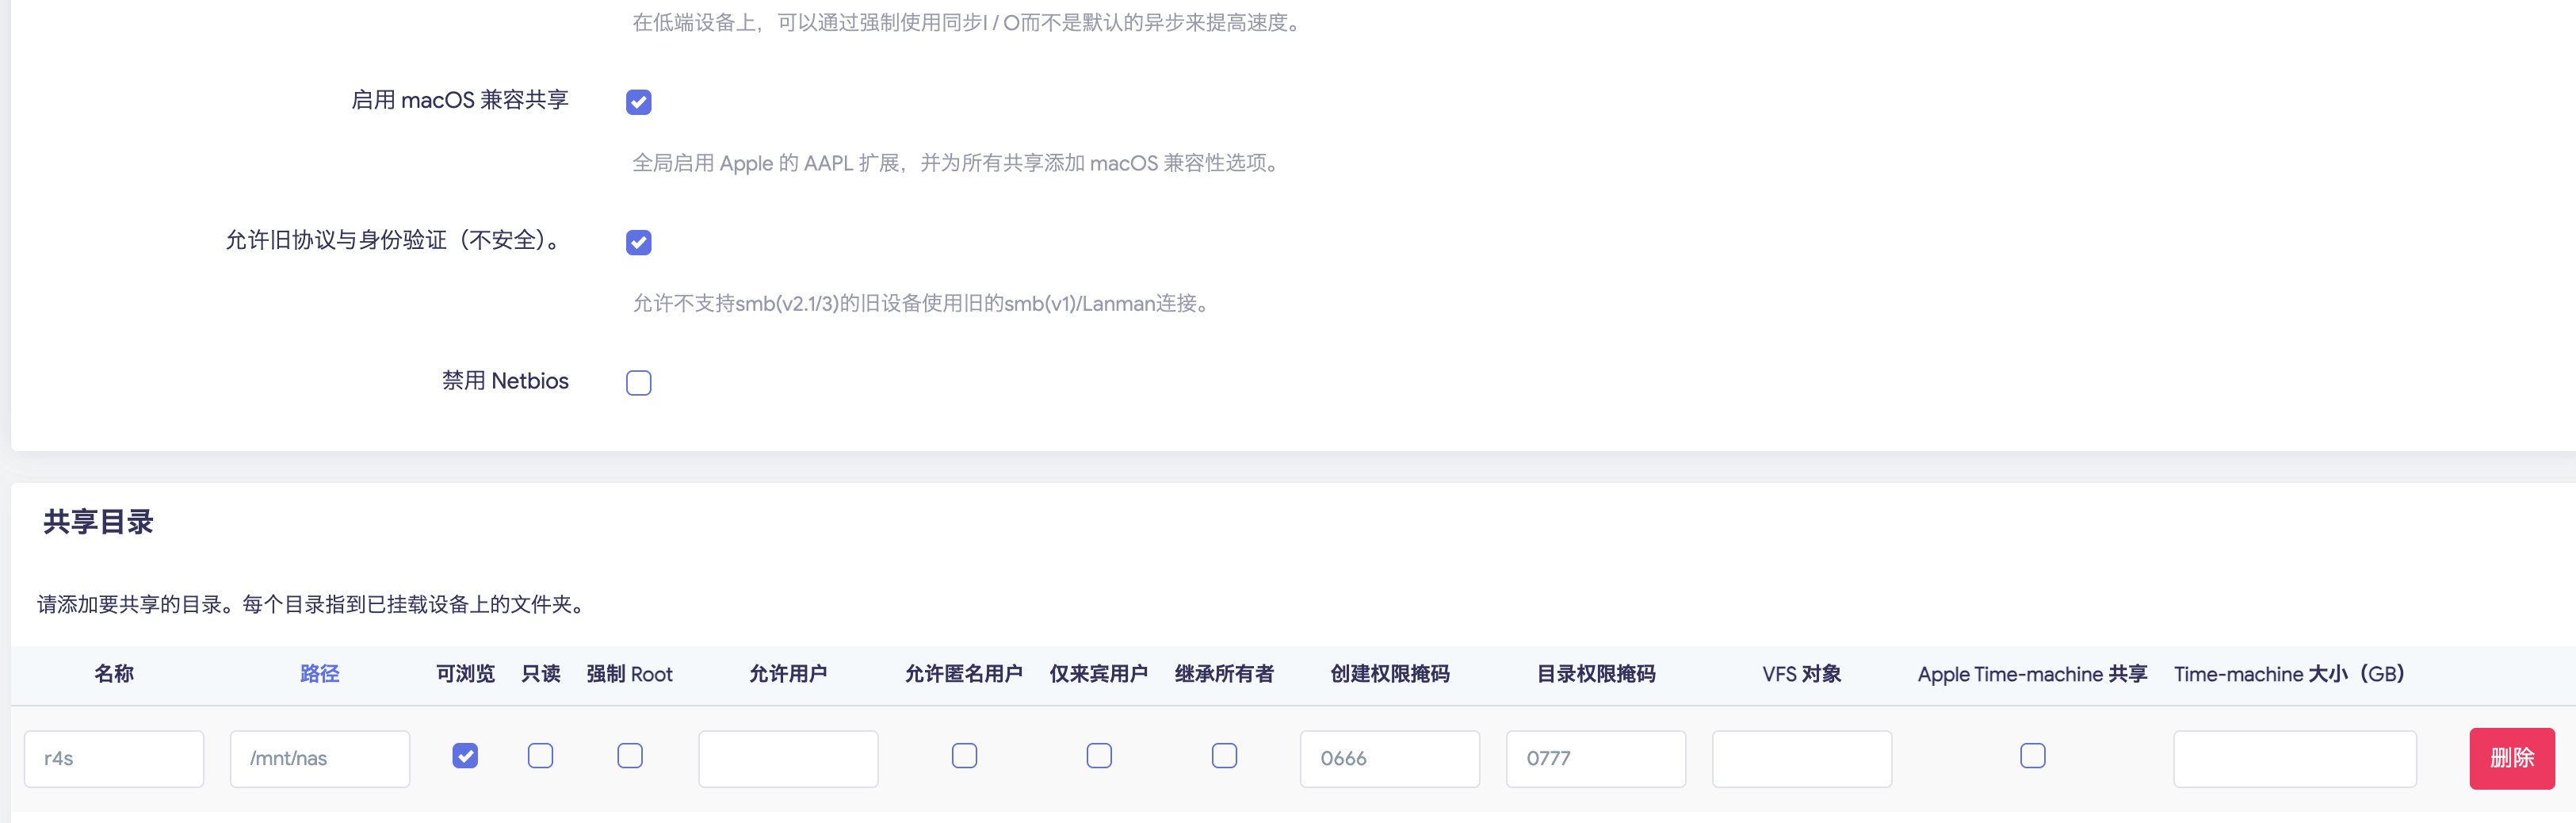 在低端设备上，可以通过强制使用同步I / O而不是默认的异步来提高速度。
启用 macOS 兼容共享
全局启用 Apple 的 AAPL 扩展，并为所有共享添加 macOS 兼容性选项。
允许旧协议与身份验证（不安全）。
允许不支持smb(v2.1/3)的旧设备使用旧的smb(v1)/Lanman连接。
禁用 Netbios
共享目录
请添加要共享的目录。每个目录指到已挂载设备上的文件夹。
名称 路径 可浏览 只读 强制 Root 允许用户 允许匿名用户 仅来宾用户 继承所有者 创建权限掩码 目录权限掩码 VFS 对象 Apple Time-machine 共享 Time-machine 大小（GB）
r4s /mnt/nas 0666 0777 删除